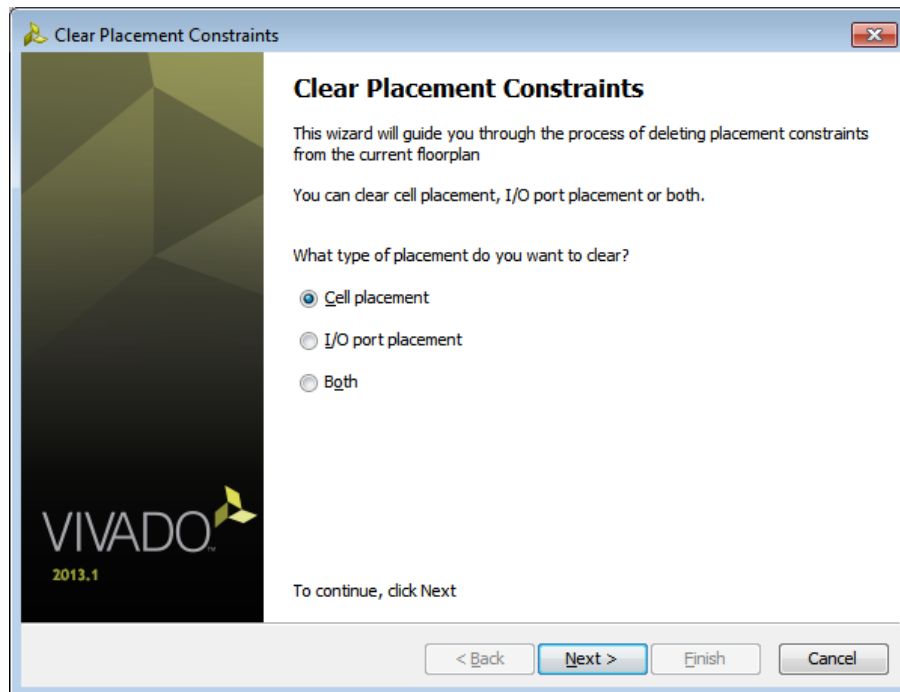 Clear Placement Constraints
Clear Placement Constraints
This wizard will guide you through the process of deleting placement constraints
from the current floorplan
You can clear cell placement, I/O port placement or both.
What type of placement do you want to clear?
Cell placement
I/O port placement
Both
VIVADO™
2013.1
To continue, click Next
< Back Next > Finish Cancel